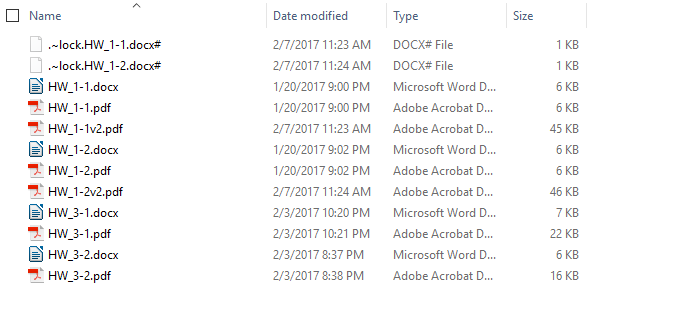 Name Date modified Type Size
.~lock.HW_1-1.docx# 2/7/2017 11:23 AM DOCX# File 1 KB
.~lock.HW_1-2.docx# 2/7/2017 11:24 AM DOCX# File 1 KB
HW_1-1.docx 1/20/2017 9:00 PM Microsoft Word D... 6 KB
HW_1-1.pdf 1/20/2017 9:00 PM Adobe Acrobat D... 6 KB
HW_1-1v2.pdf 2/7/2017 11:23 AM Adobe Acrobat D... 45 KB
HW_1-2.docx 1/20/2017 9:02 PM Microsoft Word D... 6 KB
HW_1-2.pdf 1/20/2017 9:02 PM Adobe Acrobat D... 6 KB
HW_1-2v2.pdf 2/7/2017 11:24 AM Adobe Acrobat D... 46 KB
HW_3-1.docx 2/3/2017 10:20 PM Microsoft Word D... 7 KB
HW_3-1.pdf 2/3/2017 10:21 PM Adobe Acrobat D... 22 KB
HW_3-2.docx 2/3/2017 8:37 PM Microsoft Word D... 6 KB
HW_3-2.pdf 2/3/2017 8:38 PM Adobe Acrobat D... 16 KB